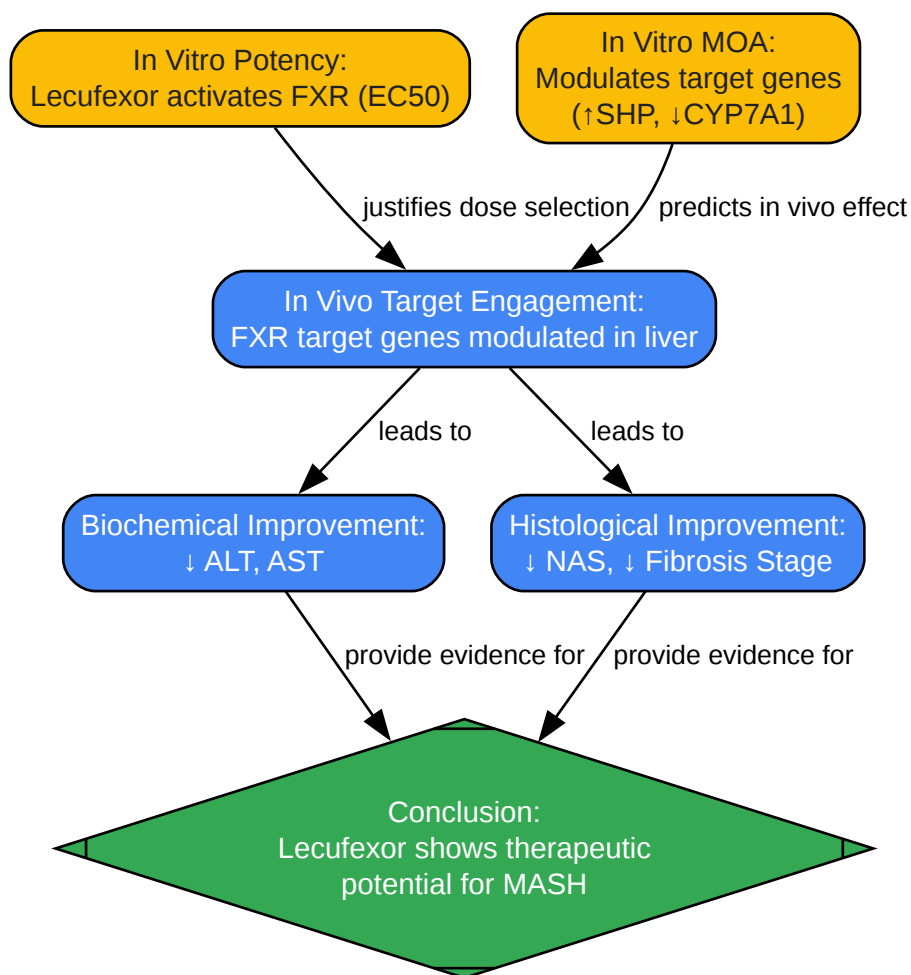 In Vitro Potency:
Lecufexor activates FXR (EC50)
In Vitro MOA:
Modulates target genes
(↑SHP, ↓CYP7A1)
justifies dose selection
predicts in vivo effect
In Vivo Target Engagement:
FXR target genes modulated in liver
leads to
leads to
Biochemical Improvement:
↓ ALT, AST
Histological Improvement:
↓ NAS, ↓ Fibrosis Stage
provide evidence for
provide evidence for
Conclusion:
Lecufexor shows therapeutic
potential for MASH